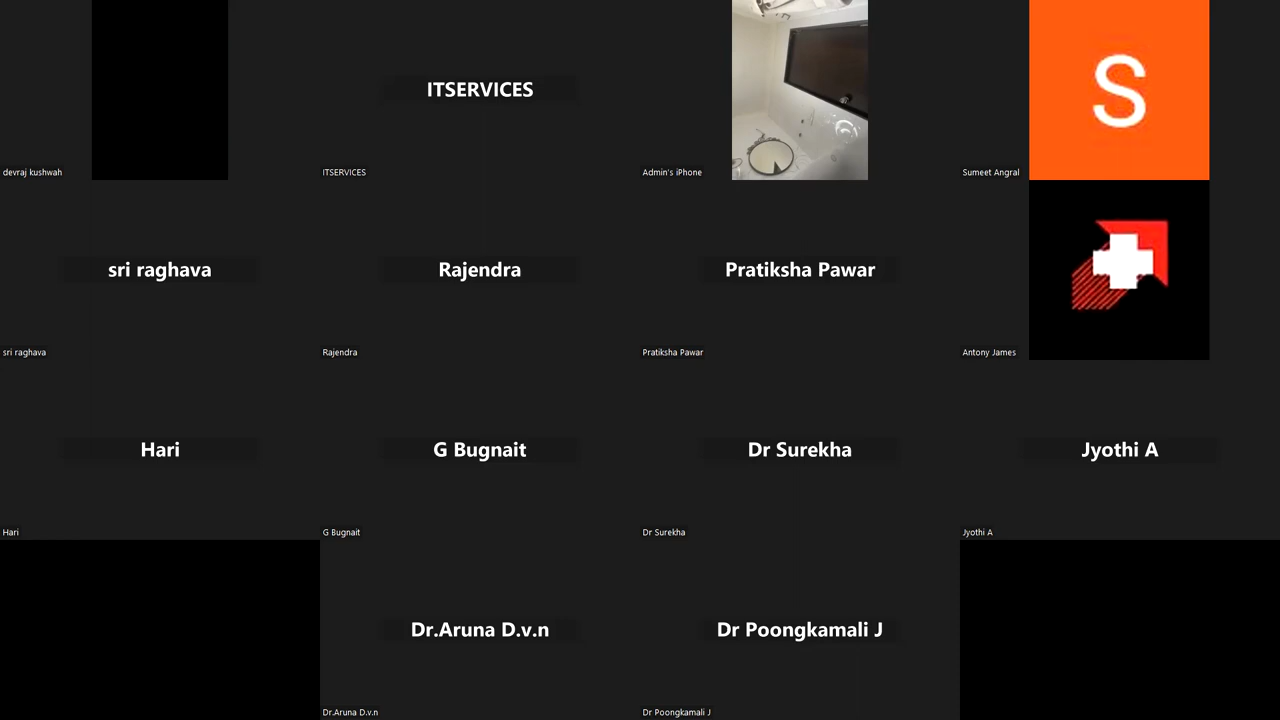 ITSERVICES
S
devraj kushwah
ITSERVICES
Admin's iPhone
Sumeet Angral
sri raghava
Rajendra
Pratiksha Pawar
sri raghava
Rajendra
Pratiksha Pawar
Antony James
Hari
G Bugnait
Dr Surekha
Jyothi A
Hari
G Bugnait
Dr Surekha
Jyothi A
Dr.Aruna D.v.n
Dr Poongkamali J
Dr.Aruna D.v.n
Dr Poongkamali J